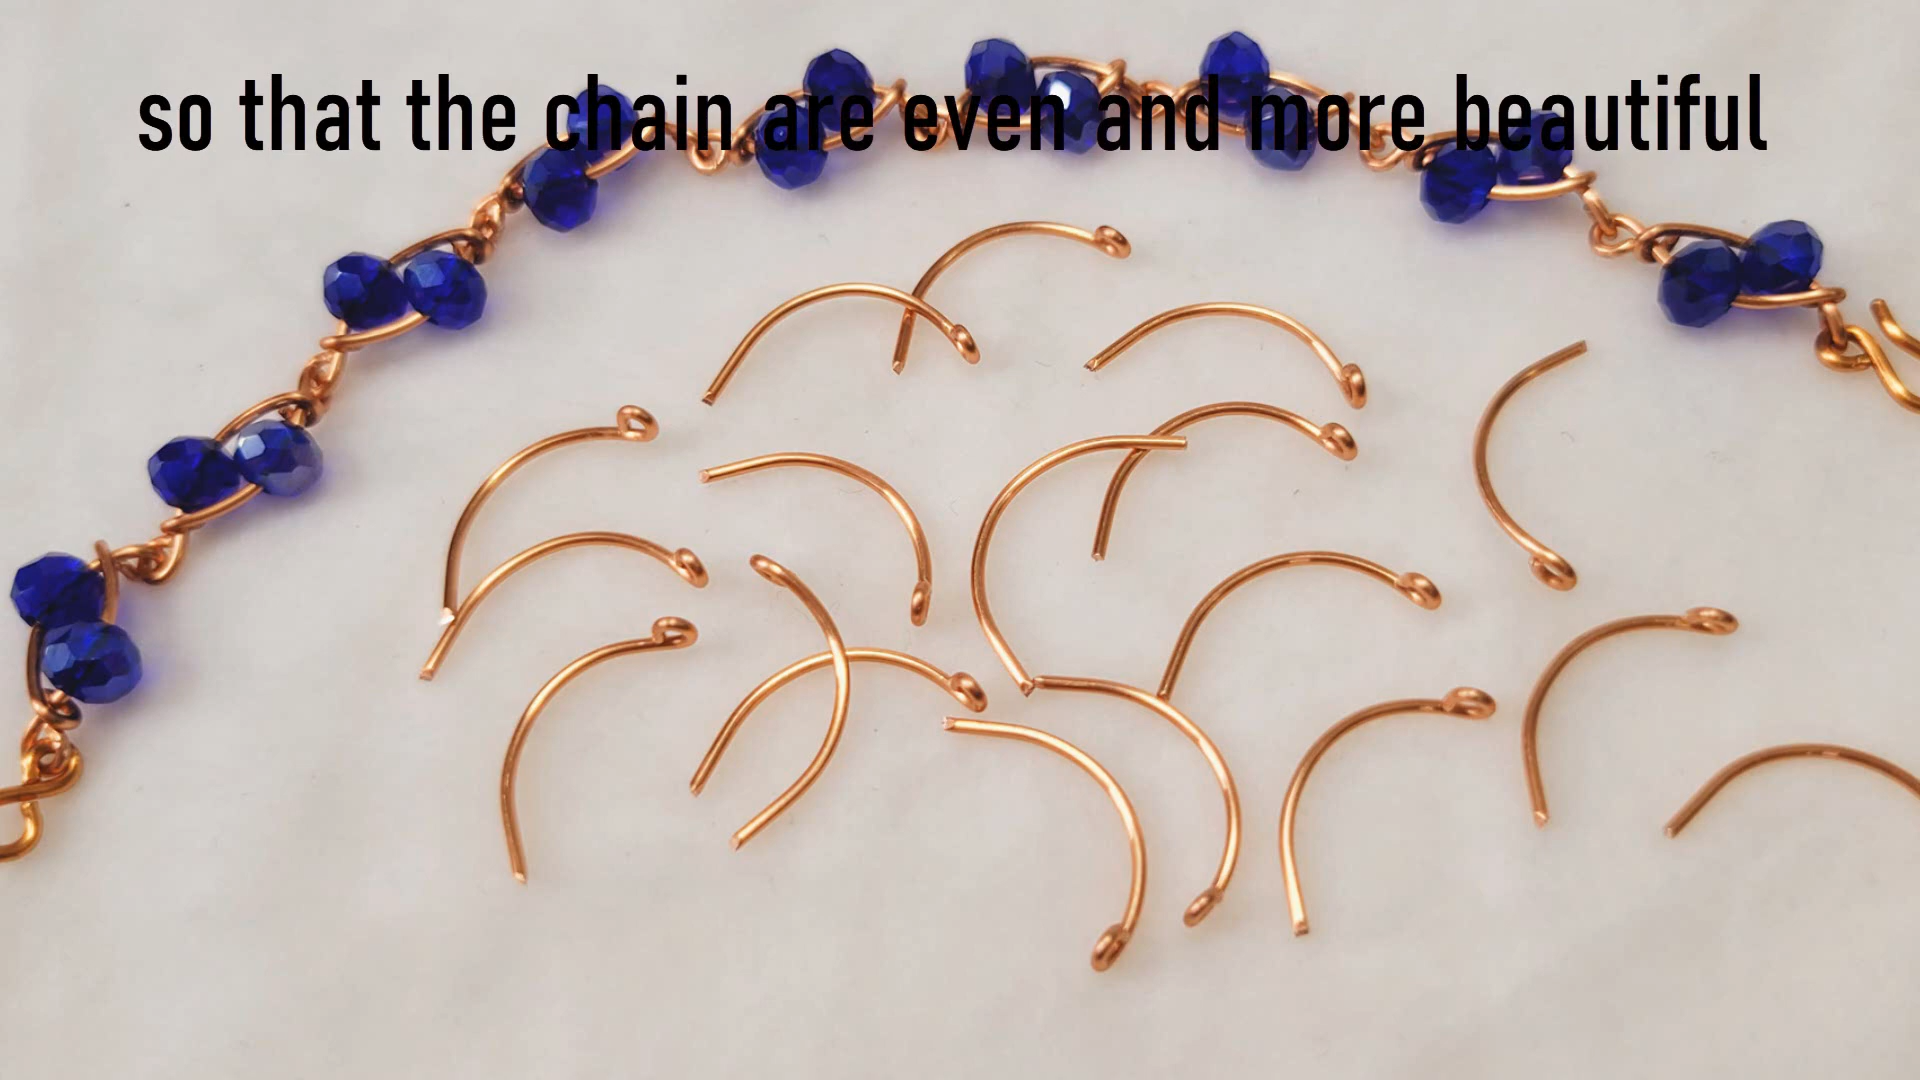 so that the chain are even and more beautiful